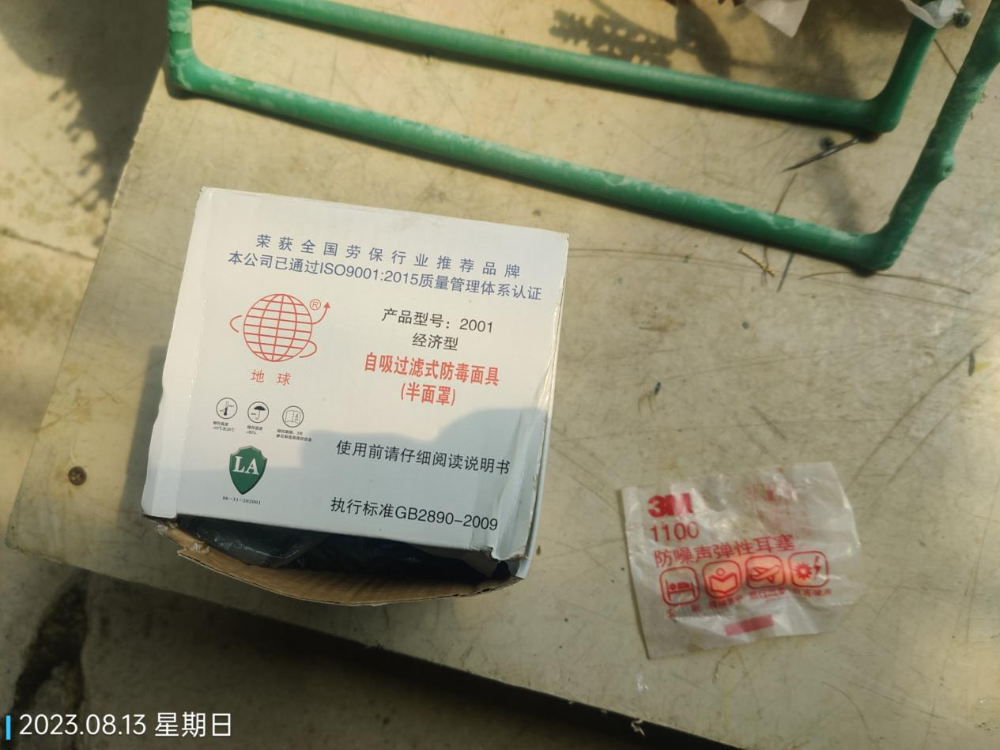 荣获全国劳保行业推荐品牌
本公司已通过ISO9001:2015质量管理体系认证
®
地球
产品型号：2001
经济型
自吸过滤式防毒面具
(半面罩)
LA
06-31-202001
使用前请仔细阅读说明书
执行标准GB2890-2009
3M
1100
防噪声弹性耳塞
2023.08.13 星期日